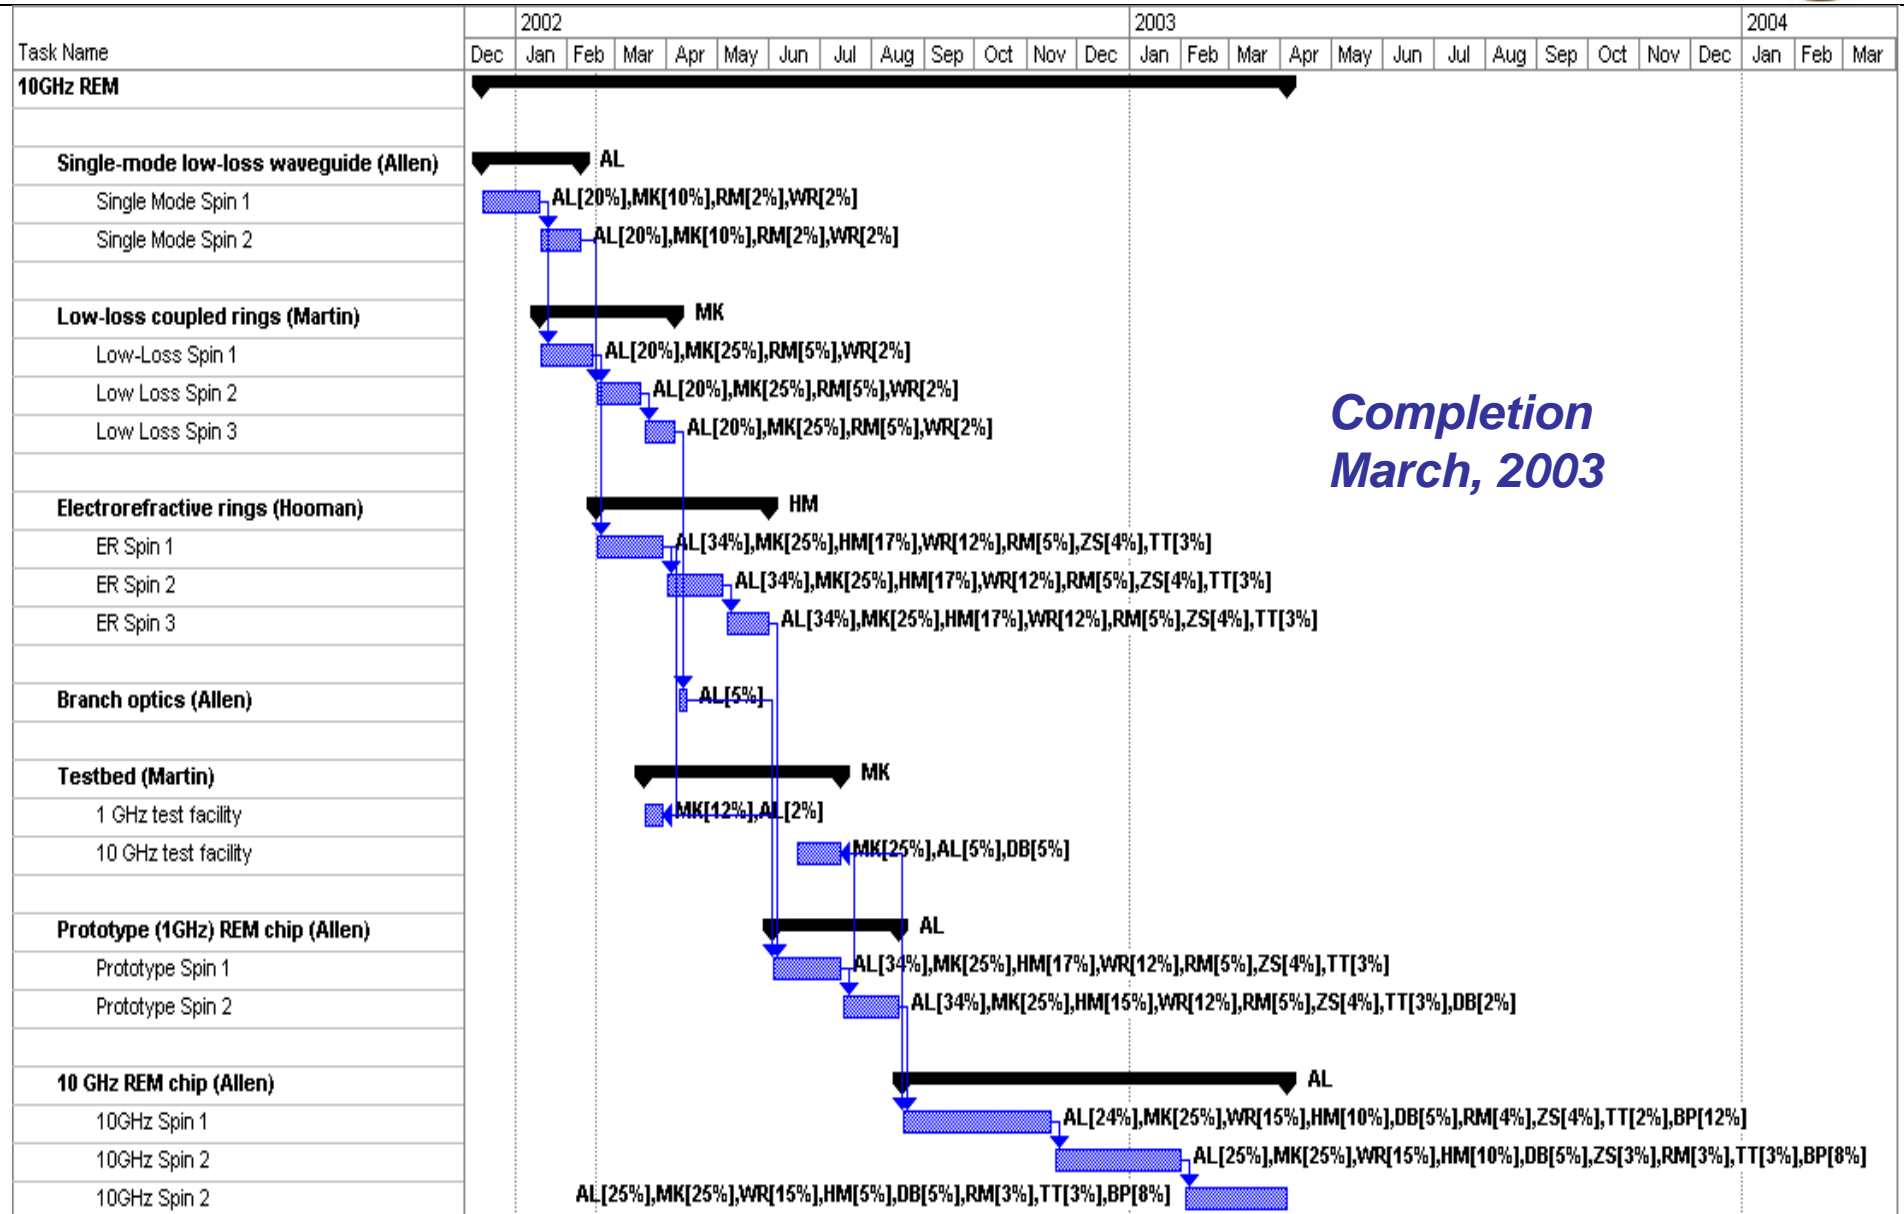 2002 2003 2004
Task Name Dec Jan Feb Mar Apr May Jun Jul Aug Sep Oct Nov Dec Jan Feb Mar Apr May Jun Jul Aug Sep Oct Nov Dec Jan Feb Mar
10GHz REM
Single-mode low-loss waveguide (Allen) AL
Single Mode Spin 1 AL[20%],MK[10%],RM[2%],WR[2%]
Single Mode Spin 2 AL[20%],MK[10%],RM[2%],WR[2%]
Low-loss coupled rings (Martin) MK
Low-Loss Spin 1 AL[20%],MK[25%],RM[5%],WR[2%]
Low Loss Spin 2 AL[20%],MK[25%],RM[5%],WR[2%]
Low Loss Spin 3 AL[20%],MK[25%],RM[5%],WR[2%]
Completion
March, 2003
Electrorefractive rings (Hooman) HM
ER Spin 1 AL[34%],MK[25%],HM[17%],WR[12%],RM[5%],ZS[4%],TT[3%]
ER Spin 2 AL[34%],MK[25%],HM[17%],WR[12%],RM[5%],ZS[4%],TT[3%]
ER Spin 3 AL[34%],MK[25%],HM[17%],WR[12%],RM[5%],ZS[4%],TT[3%]
Branch optics (Allen) AL[5%]
Testbed (Martin) MK
1 GHz test facility MK[12%],AL[2%]
10 GHz test facility MK[25%],AL[5%],DB[5%]
Prototype (1GHz) REM chip (Allen) AL
Prototype Spin 1 AL[34%],MK[25%],HM[17%],WR[12%],RM[5%],ZS[4%],TT[3%]
Prototype Spin 2 AL[34%],MK[25%],HM[15%],WR[12%],RM[5%],ZS[4%],TT[3%],DB[2%]
10 GHz REM chip (Allen) AL
10GHz Spin 1 AL[24%],MK[25%],WR[15%],HM[10%],DB[5%],RM[4%],ZS[4%],TT[2%],BP[12%]
10GHz Spin 2 AL[25%],MK[25%],WR[15%],HM[10%],DB[5%],ZS[3%],RM[3%],TT[3%],BP[8%]
10GHz Spin 2 AL[25%],MK[25%],WR[15%],HM[5%],DB[5%],RM[3%],TT[3%],BP[8%]